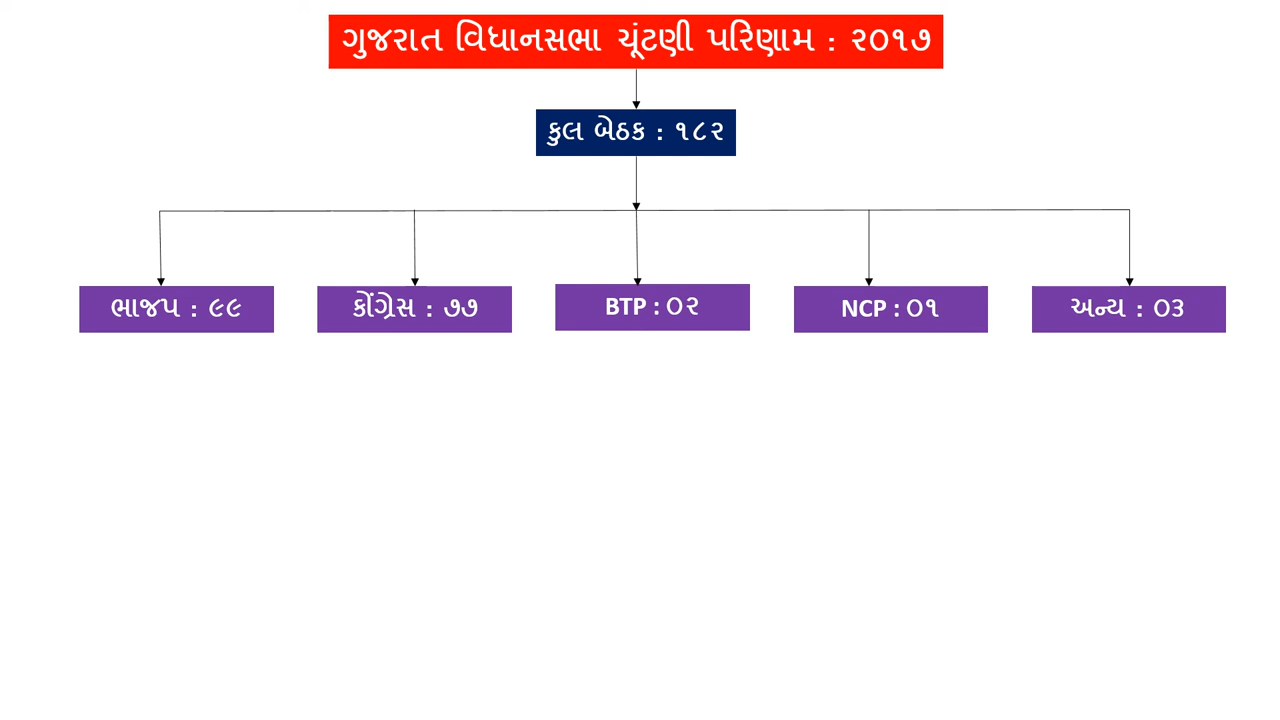 ગુજરાત વિધાનસભા ચૂંટણી પરિણામ : ૨૦૧૭
કુલ બેઠક : ૧૮૨
ભાજપ : ૯૯
કોંગ્રેસ : ૭૭
BTP : ૦૨
NCP : ૦૧
અન્ય : ૦૩